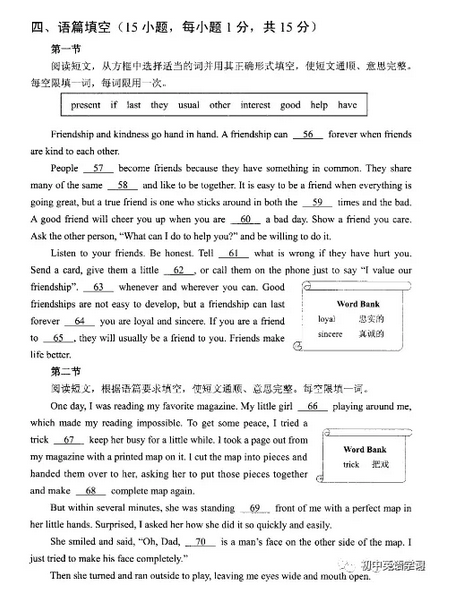 四、语篇填空（15 小题，每小题 1 分，共 15 分）
第一节
阅读短文，从方框中选择适当的词并用其正确形式填空，使短文通顺、意思完整。
每空限填一词，每词限用一次。
present if last they usual other interest good help have
Friendship and kindness go hand in hand. A friendship can 56 forever when friends
are kind to each other.
People 57 become friends because they have something in common. They share
many of the same 58 and like to be together. It is easy to be a friend when everything is
going great, but a true friend is one who sticks around in both the 59 times and the bad.
A good friend will cheer you up when you are 60 a bad day. Show a friend you care.
Ask the other person, “What can I do to help you?” and be willing to do it.
Listen to your friends. Be honest. Tell 61 what is wrong if they have hurt you.
Send a card, give them a little 62 , or call them on the phone just to say “I value our
friendship”. 63 whenever and wherever you can. Good
friendships are not easy to develop, but a friendship can last
forever 64 you are loyal and sincere. If you are a friend
to 65 , they will usually be a friend to you. Friends make
life better.
Word Bank
loyal 忠实的
sincere 真诚的
第二节
阅读短文，根据语篇要求填空，使短文通顺、意思完整。每空限填一词。
One day, I was reading my favorite magazine. My little girl 66 playing around me,
which made my reading impossible. To get some peace, I tried a
trick 67 keep her busy for a little while. I took a page out from
my magazine with a printed map on it. I cut the map into pieces and
handed them over to her, asking her to put those pieces together
and make 68 complete map again.
Word Bank
trick 把戏
But within several minutes, she was standing 69 front of me with a perfect map in
her little hands. Surprised, I asked her how she did it so quickly and easily.
She smiled and said, “Oh, Dad, 70 is a man’s face on the other side of the map. I
just tried to make his face completely.”
Then she turned and ran outside to play, leaving me eyes wide and mouth open.
初中英语学习